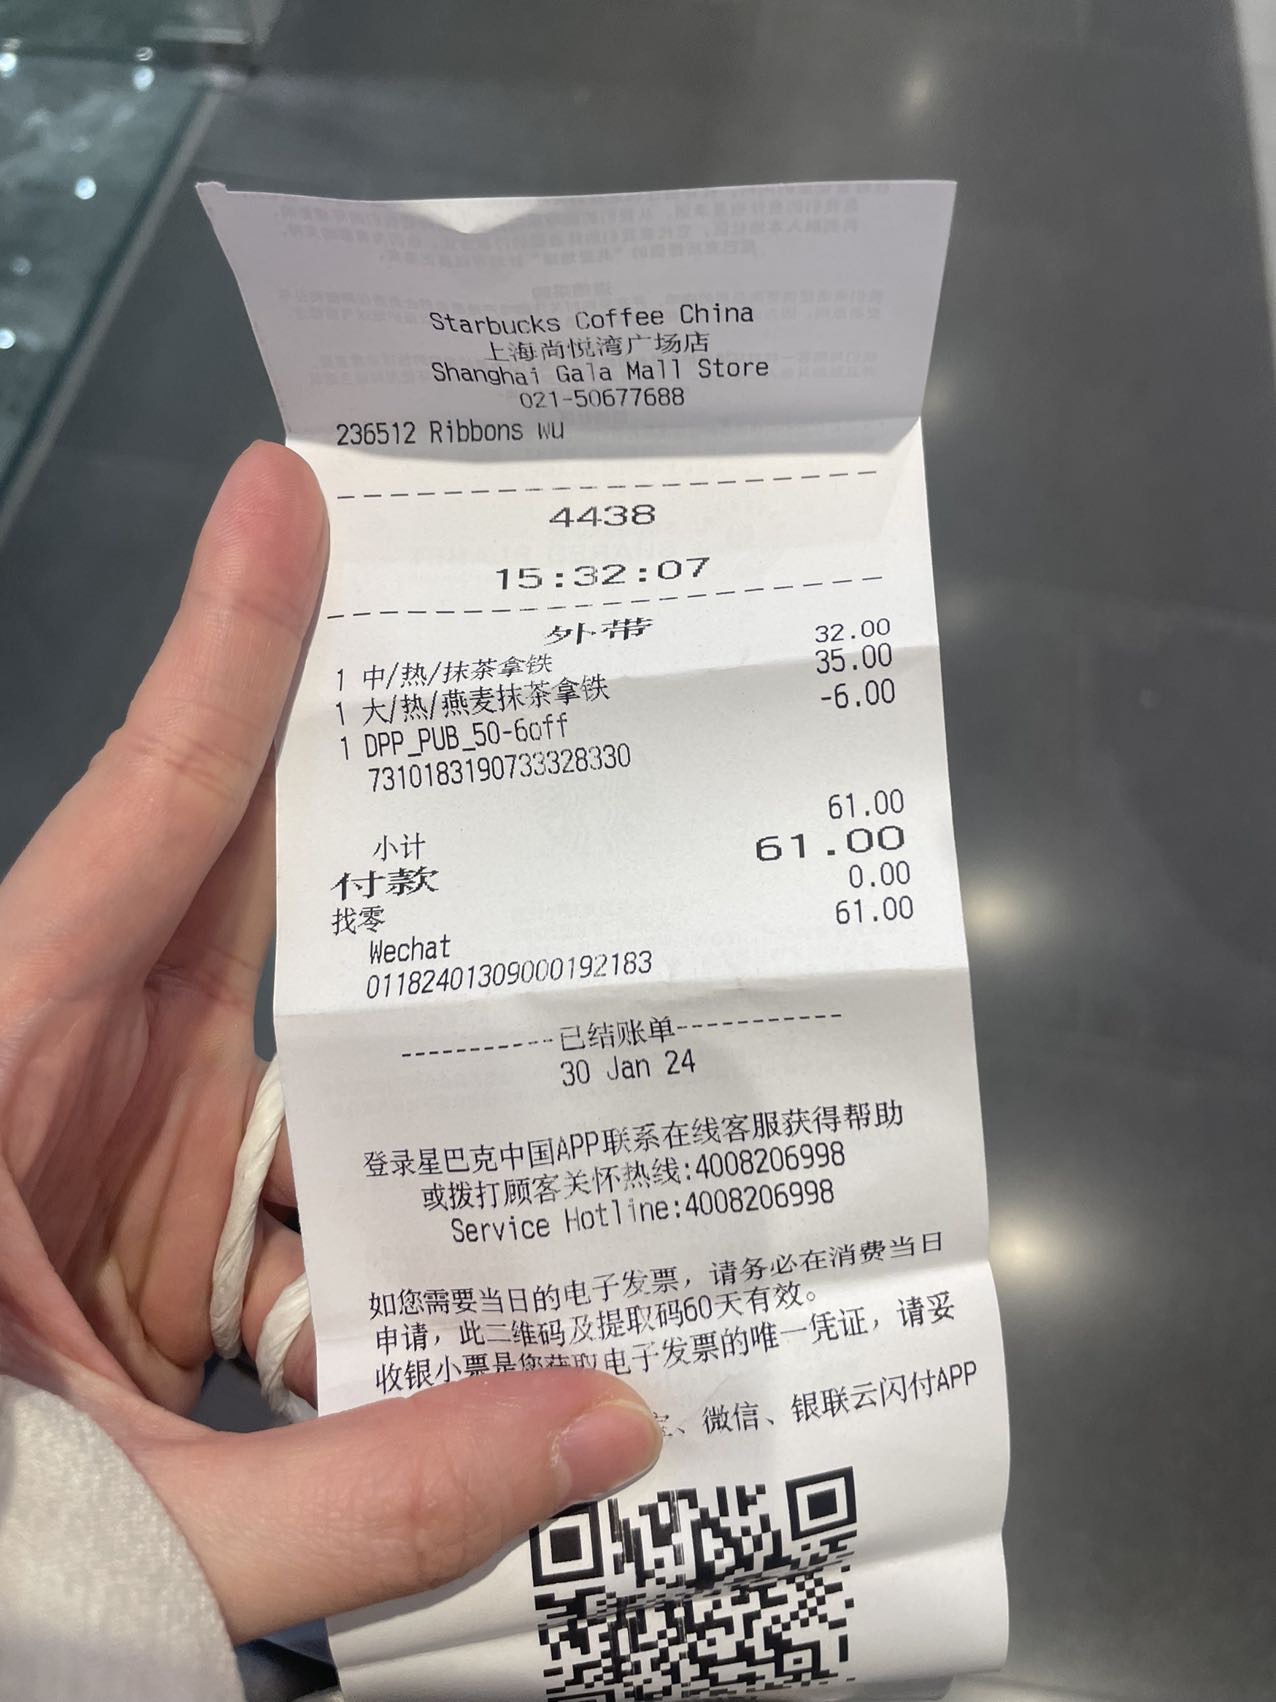 Starbucks Coffee China
上海尚悦湾广场店
Shanghai Gala Mall Store
021-50677688
236512 Ribbons wu
4438
15:32:07
外带
1 中/热/抹茶拿铁 32.00
1 大/热/燕麦抹茶拿铁 35.00
1 DPP_PUB_50-6off -6.00
7310183190733328330
小计 61.00
付款 61.00
找零 0.00
Wechat 61.00
01182401309000192183
-----------已结账单-----------
30 Jan 24
登录星巴克中国APP联系在线客服获得帮助
或拨打顾客关怀热线:4008206998
Service Hotline:4008206998
如您需要当日的电子发票，请务必在消费当日
申请，此二维码及提取码60天有效。
收银小票是您获取电子发票的唯一凭证，请妥
、微信、银联云闪付APP